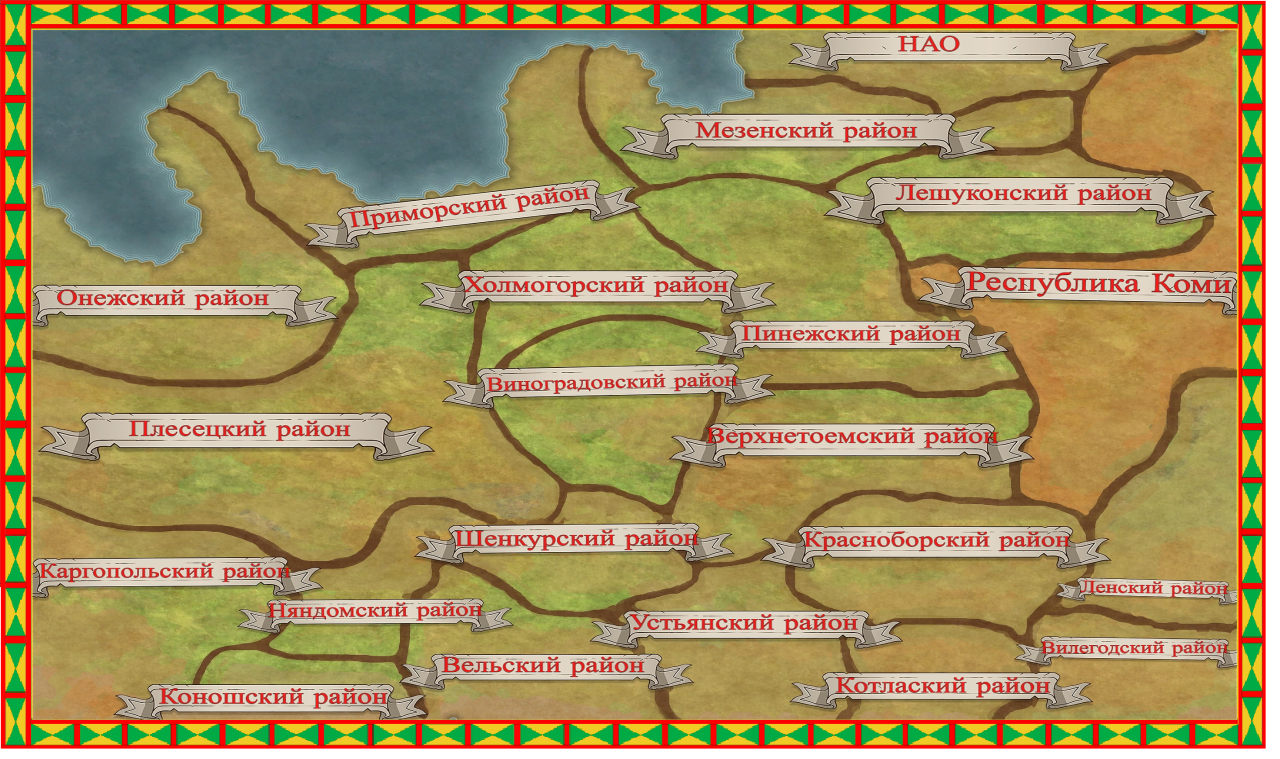 НАО
Мезенский район
Лешуконский район
Приморский район
Республика Коми
Онежский район
Холмогорский район
Пинежский район
Виноградовский район
Плесецкий район
Верхнетоемский район
Шенкурский район
Красноборский район
Каргопольский район
Ленский район
Няндомский район
Устьянский район
Вилегодский район
Вельский район
Котлаский район
Коношский район